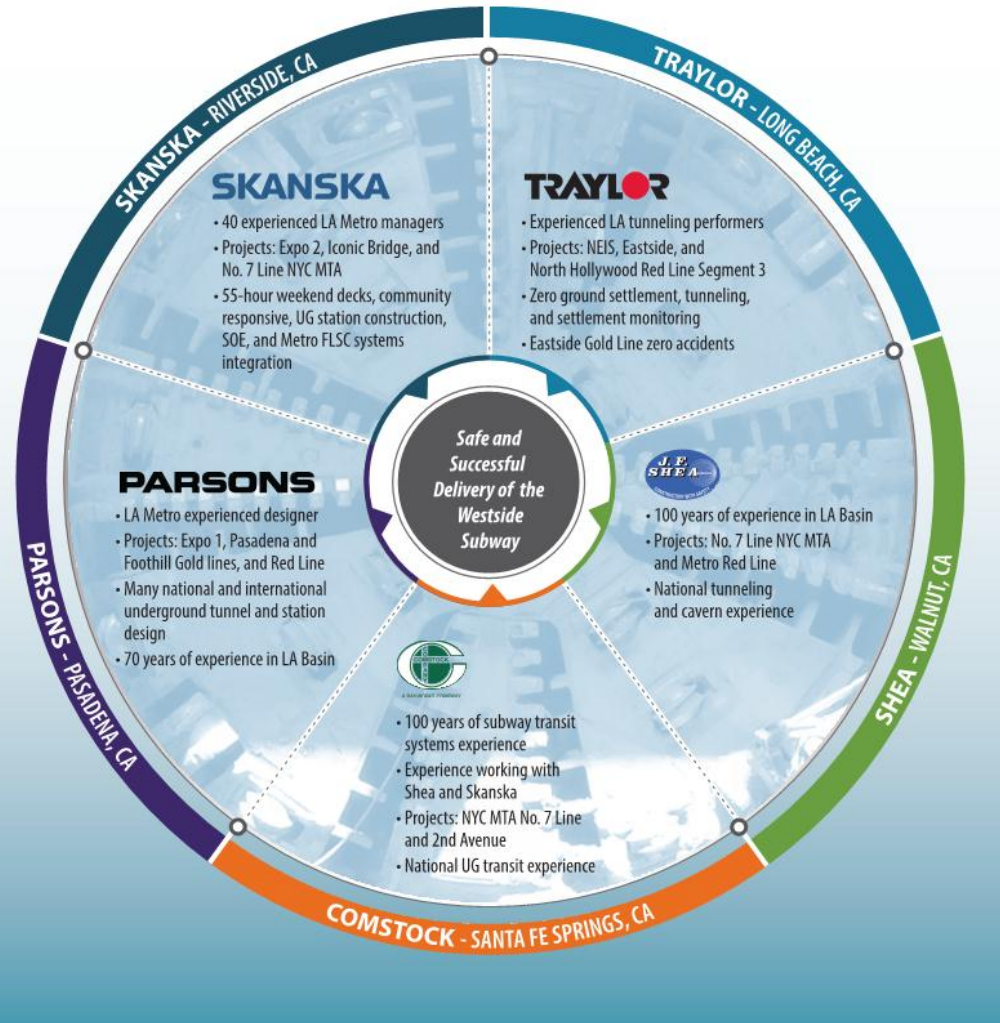 SKANSKA - RIVERSIDE, CA
TRAYLOR - LONG BEACH, CA
SKANSKA
• 40 experienced LA Metro managers
• Projects: Expo 2, Iconic Bridge, and
No. 7 Line NYC MTA
• 55-hour weekend decks, community
responsive, UG station construction,
SOE, and Metro FLSC systems
integration
TRAYLOR
• Experienced LA tunneling performers
• Projects: NEIS, Eastside, and
North Hollywood Red Line Segment 3
• Zero ground settlement, tunneling,
and settlement monitoring
• Eastside Gold Line zero accidents
Safe and
Successful
Delivery of the
Westside
Subway
PARSONS
• LA Metro experienced designer
• Projects: Expo 1, Pasadena and
Foothill Gold lines, and Red Line
• Many national and international
underground tunnel and station
design
• 70 years of experience in LA Basin
J. F.
SHEA
CONSTRUCTION WITH SAFETY
• 100 years of experience in LA Basin
• Projects: No. 7 Line NYC MTA
and Metro Red Line
• National tunneling
and cavern experience
COMSTOCK
• 100 years of subway transit
systems experience
• Experience working with
Shea and Skanska
• Projects: NYC MTA No. 7 Line
and 2nd Avenue
• National UG transit experience
PARSONS - PASADENA, CA
SHEA - WALNUT, CA
COMSTOCK - SANTA FE SPRINGS, CA